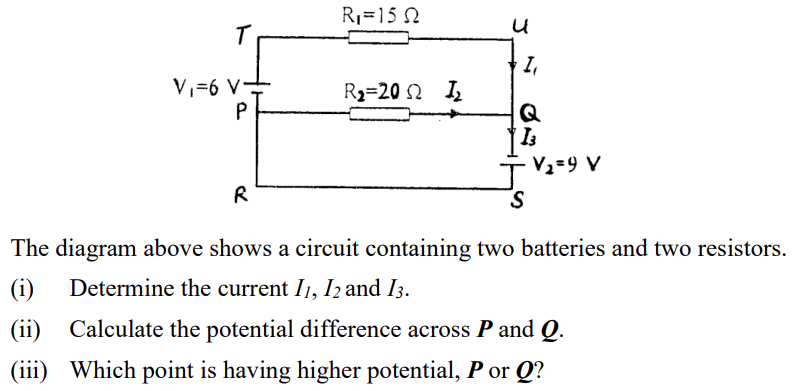 R₁=15 Ω
T
u
I₁
V₁=6 V
R₂=20 Ω I₂
P
Q
I₃
V₂=9 V
R
S
The diagram above shows a circuit containing two batteries and two resistors.
(i) Determine the current I₁, I₂ and I₃.
(ii) Calculate the potential difference across P and Q.
(iii) Which point is having higher potential, P or Q?